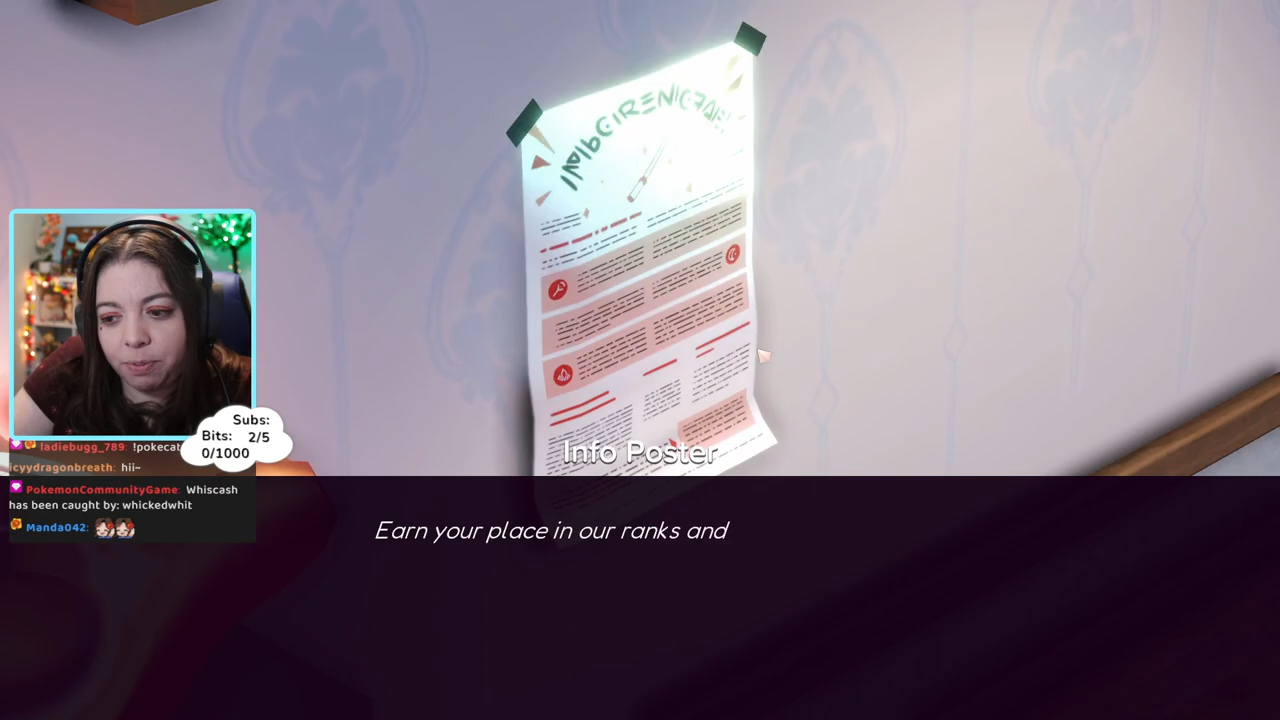 Subs:
Bits: 2/5
0/1000
ladiebugg_789: !pokecat
icyydragonbreath: hii~
PokemonCommunityGame: Whiscash
has been caught by: whickedwhit
Manda042:
Info Poster
Earn your place in our ranks and